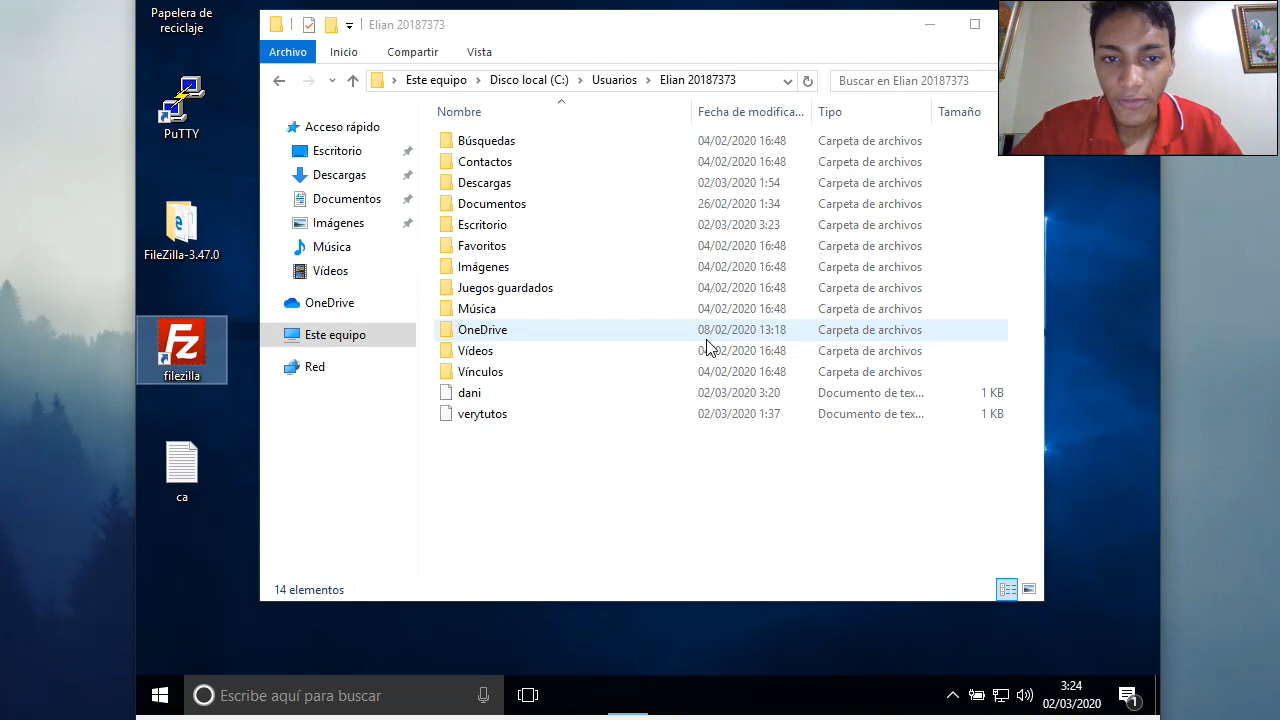 Papelera de
reciclaje
PuTTY
FileZilla-3.47.0
filezilla
ca
Elian 20187373
Archivo
Inicio
Compartir
Vista
Este equipo
Disco local (C:)
Usuarios
Elian 20187373
Buscar en Elian 20187373
Acceso rápido
Escritorio
Descargas
Documentos
Imágenes
Música
Vídeos
OneDrive
Este equipo
Red
Nombre Fecha de modifica... Tipo Tamaño
Búsquedas 04/02/2020 16:48 Carpeta de archivos
Contactos 04/02/2020 16:48 Carpeta de archivos
Descargas 02/03/2020 1:54 Carpeta de archivos
Documentos 26/02/2020 1:34 Carpeta de archivos
Escritorio 02/03/2020 3:23 Carpeta de archivos
Favoritos 04/02/2020 16:48 Carpeta de archivos
Imágenes 04/02/2020 16:48 Carpeta de archivos
Juegos guardados 04/02/2020 16:48 Carpeta de archivos
Música 04/02/2020 16:48 Carpeta de archivos
OneDrive 08/02/2020 13:18 Carpeta de archivos
Vídeos 04/02/2020 16:48 Carpeta de archivos
Vínculos 04/02/2020 16:48 Carpeta de archivos
dani 02/03/2020 3:20 Documento de tex... 1 KB
verytutos 02/03/2020 1:37 Documento de tex... 1 KB
14 elementos
Escribe aquí para buscar
3:24
02/03/2020
1